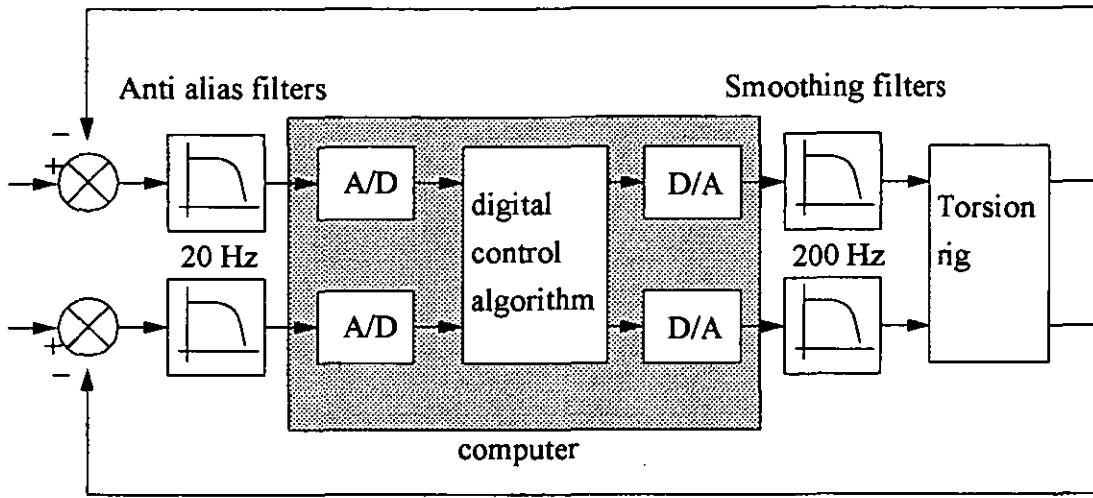 Anti alias filters
Smoothing filters
−
+
A/D
digital
control
algorithm
D/A
Torsion
rig
20 Hz
200 Hz
A/D
D/A
+
−
computer